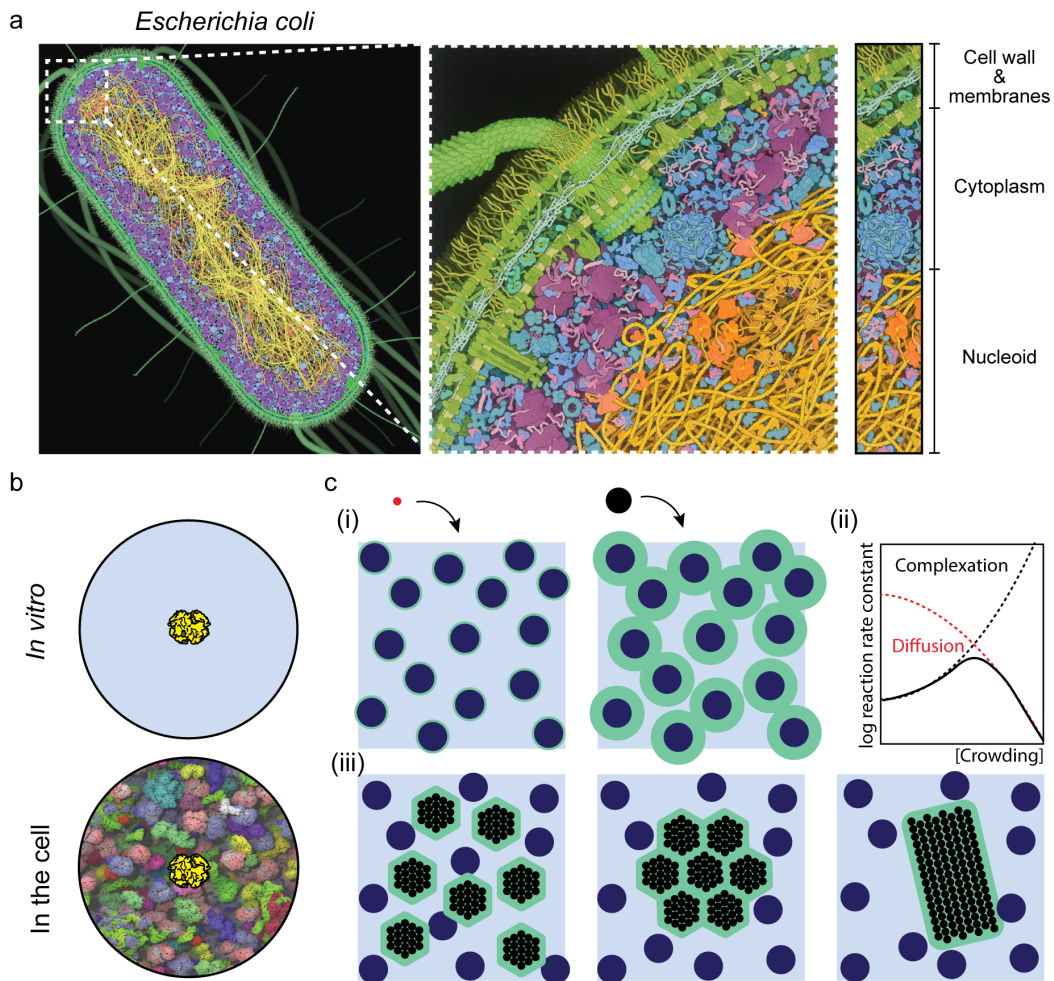 a
Escherichia coli
Cell wall
&
membranes
Cytoplasm
Nucleoid
b
In vitro
In the cell
c
(i)
(ii)
log reaction rate constant
Complexation
Diffusion
[Crowding]
(iii)